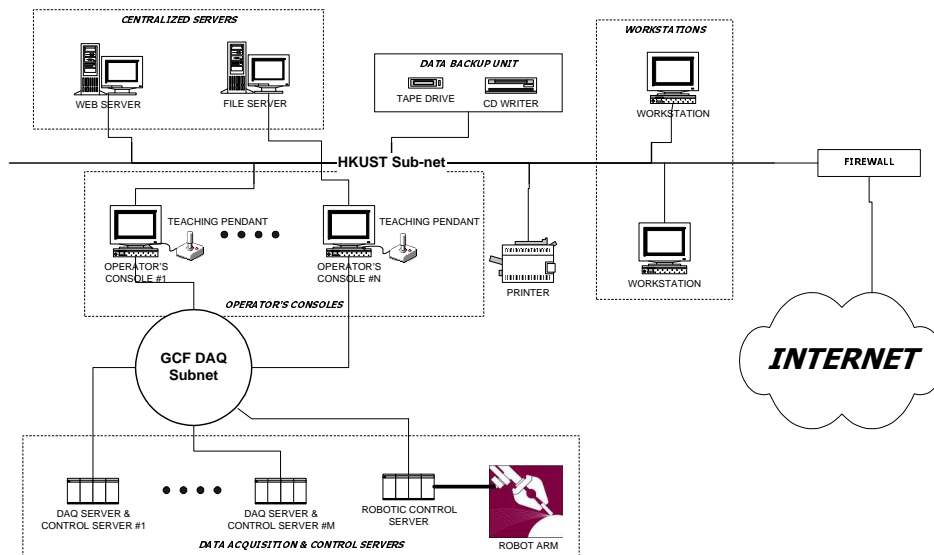 CENTRALIZED SERVERS
WORKSTATIONS
DATA BACKUP UNIT
TAPE DRIVE
CD WRITER
WEB SERVER
FILE SERVER
WORKSTATION
HKUST Sub-net
FIREWALL
TEACHING PENDANT
TEACHING PENDANT
OPERATOR'S
CONSOLE #1
OPERATOR'S
CONSOLE #N
PRINTER
WORKSTATION
OPERATOR'S CONSOLES
GCF DAQ
Subnet
INTERNET
DAQ SERVER &
CONTROL SERVER #1
DAQ SERVER &
CONTROL SERVER #M
ROBOTIC CONTROL
SERVER
ROBOT ARM
DATA ACQUISITION & CONTROL SERVERS